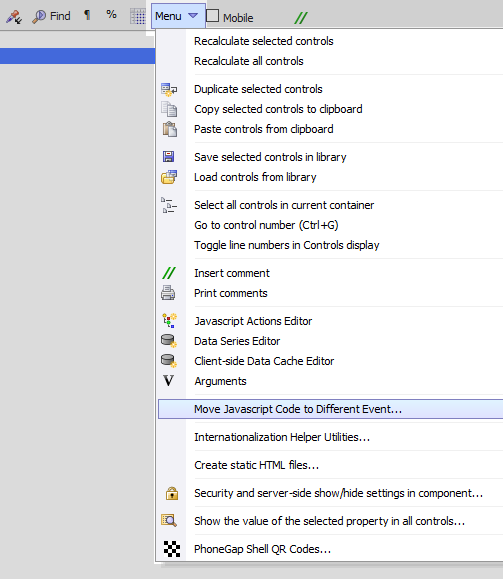 Find ¶ % Menu Mobile //
Recalculate selected controls
Recalculate all controls
Duplicate selected controls
Copy selected controls to clipboard
Paste controls from clipboard
Save selected controls in library
Load controls from library
Select all controls in current container
Go to control number (Ctrl+G)
Toggle line numbers in Controls display
// Insert comment
Print comments
Javascript Actions Editor
Data Series Editor
Client-side Data Cache Editor
V Arguments
Move Javascript Code to Different Event...
Internationalization Helper Utilities...
Create static HTML files...
Security and server-side show/hide settings in component...
Show the value of the selected property in all controls...
PhoneGap Shell QR Codes...